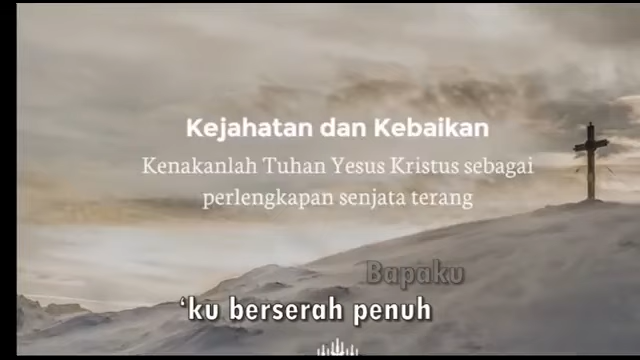 Kejahatan dan Kebaikan
Kenakanlah Tuhan Yesus Kristus sebagai
perlengkapan senjata terang
Bapaku
‘ku berserah penuh